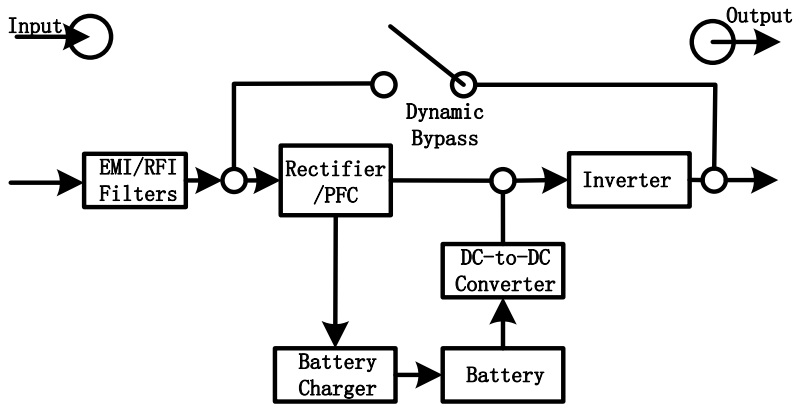 Input
Output
Dynamic
Bypass
EMI/RFI
Filters
Rectifier
/PFC
Inverter
DC-to-DC
Converter
Battery
Charger
Battery